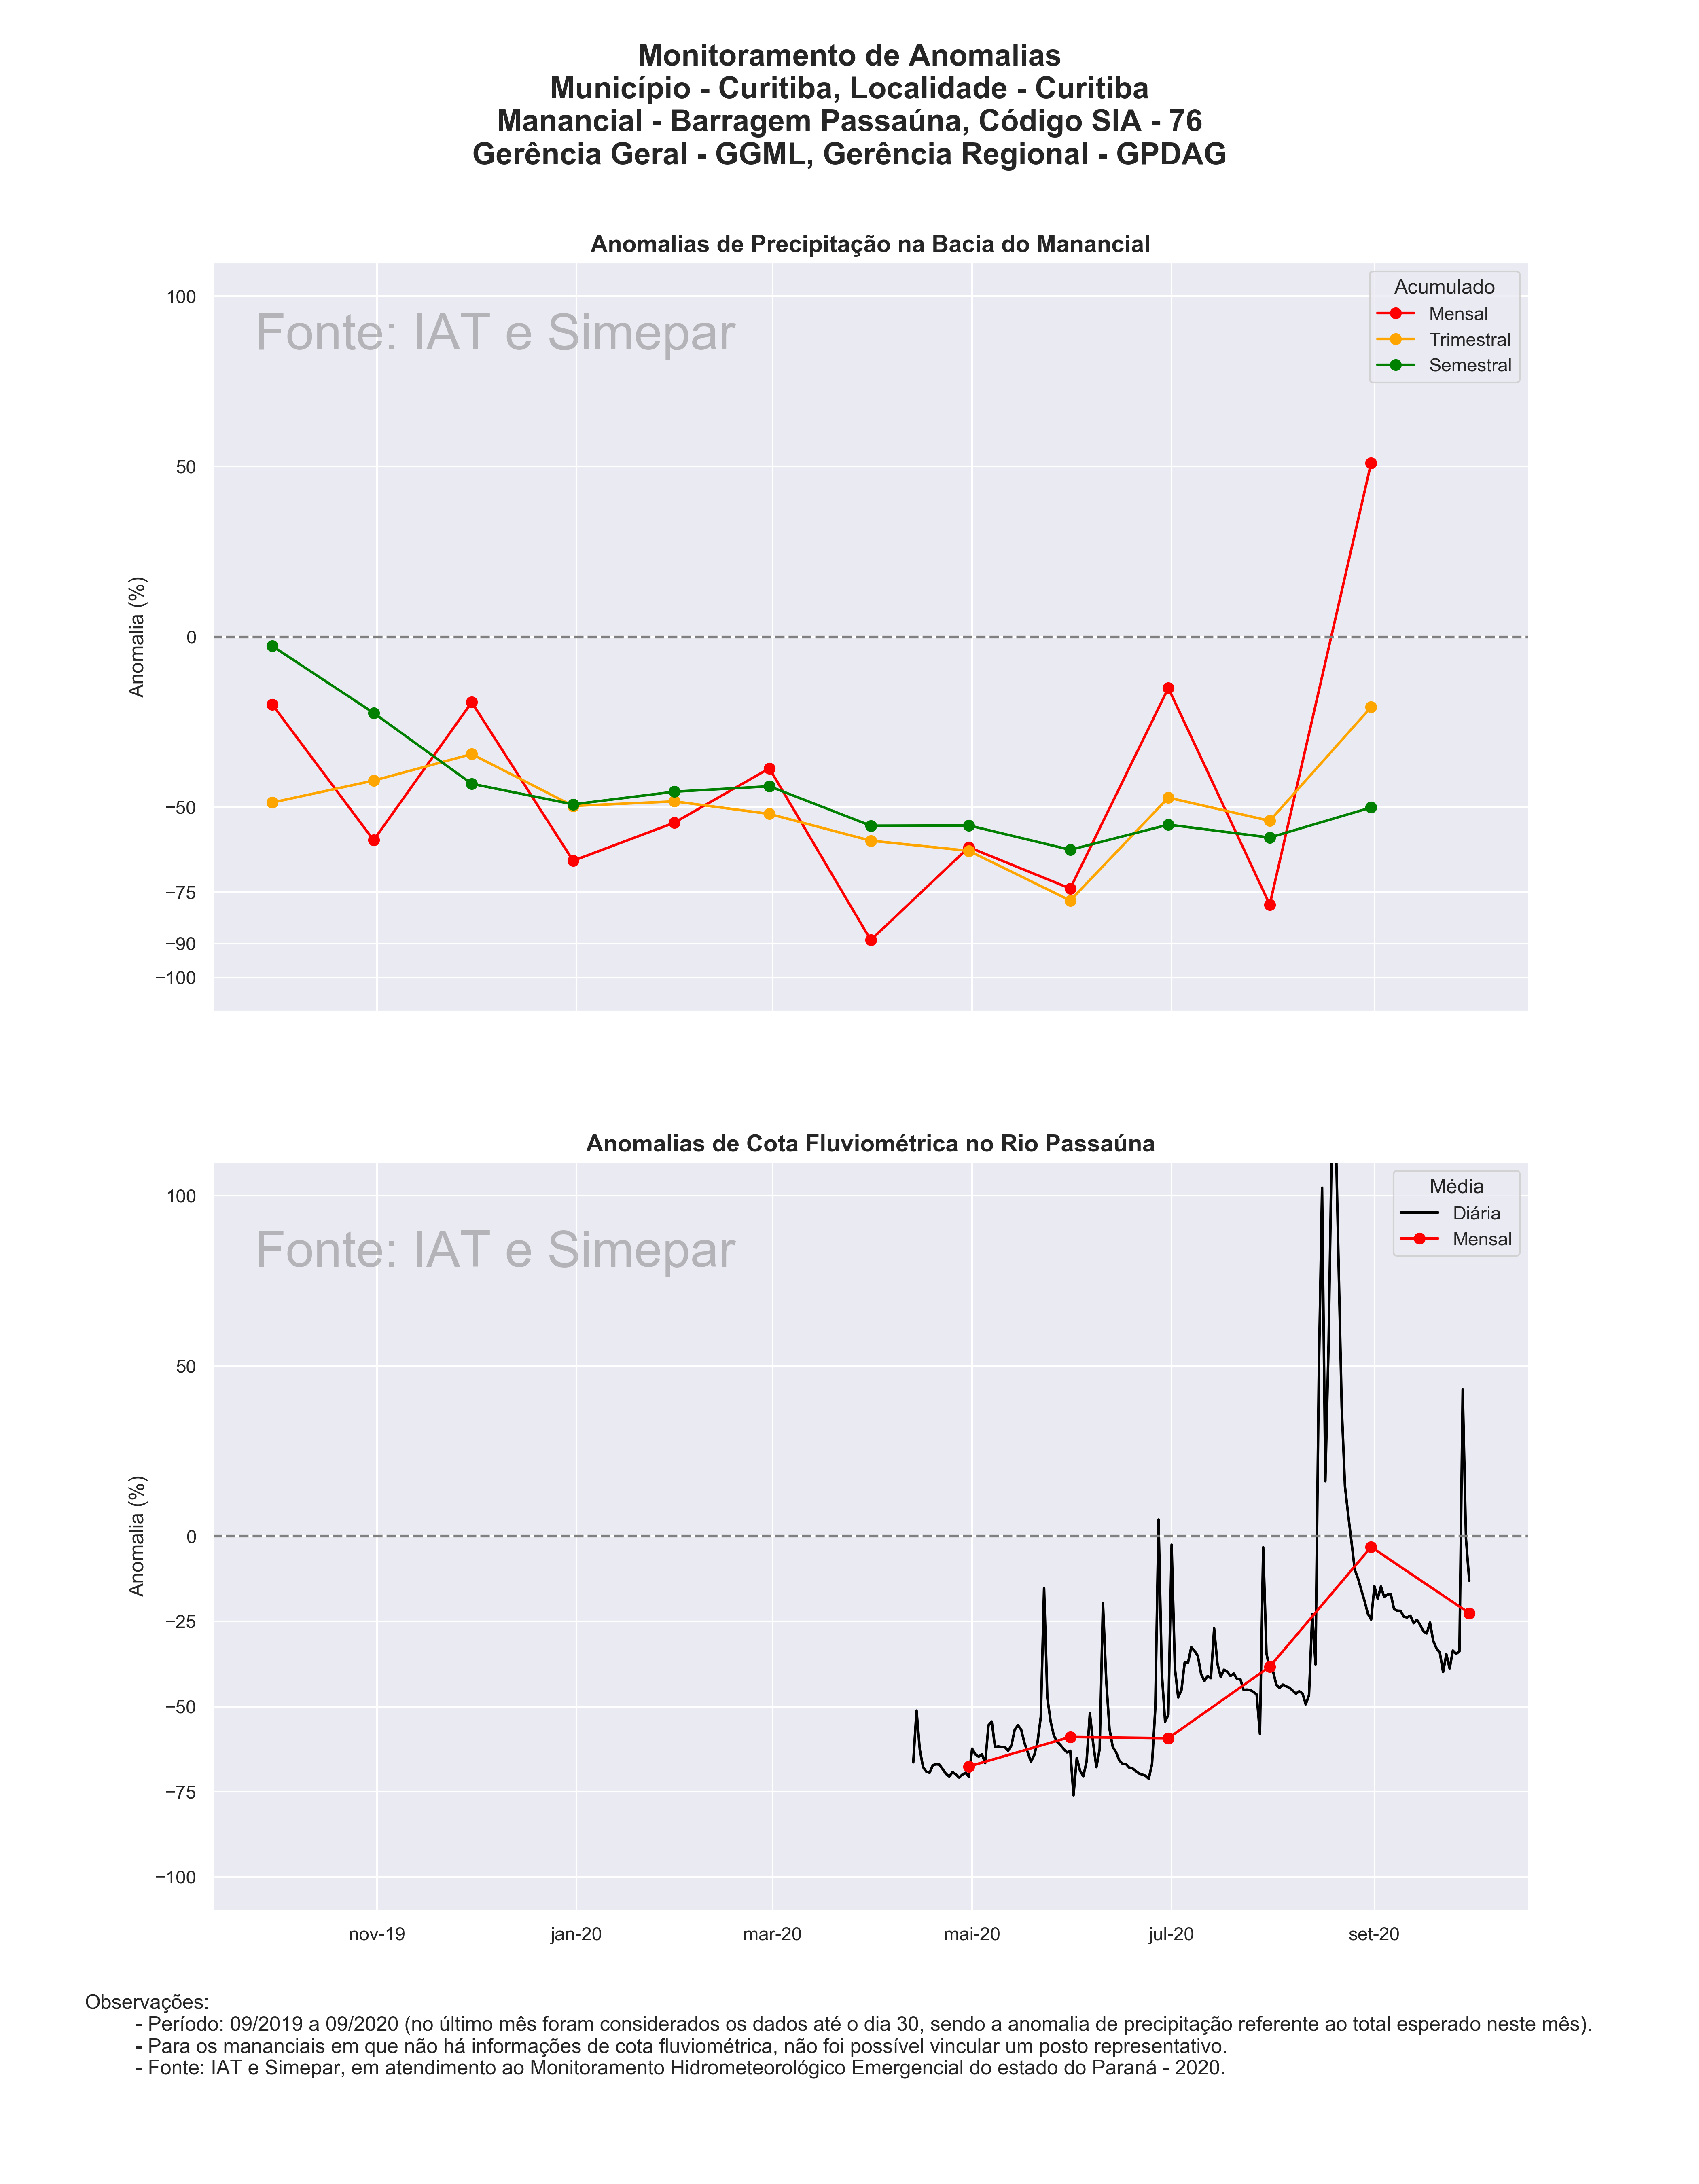 Monitoramento de Anomalias
Município - Curitiba, Localidade - Curitiba
Manancial - Barragem Passaúna, Código SIA - 76
Gerência Geral - GGML, Gerência Regional - GPDAG
Anomalias de Precipitação na Bacia do Manancial
Fonte: IAT e Simepar
Acumulado
Mensal
Trimestral
Semestral
Anomalia (%)
100
50
0
−50
−75
−90
−100
Anomalias de Cota Fluviométrica no Rio Passaúna
Fonte: IAT e Simepar
Média
Diária
Mensal
Anomalia (%)
100
50
0
−25
−50
−75
−100
nov-19 jan-20 mar-20 mai-20 jul-20 set-20
Observações:
- Período: 09/2019 a 09/2020 (no último mês foram considerados os dados até o dia 30, sendo a anomalia de precipitação referente ao total esperado neste mês).
- Para os mananciais em que não há informações de cota fluviométrica, não foi possível vincular um posto representativo.
- Fonte: IAT e Simepar, em atendimento ao Monitoramento Hidrometeorológico Emergencial do estado do Paraná - 2020.